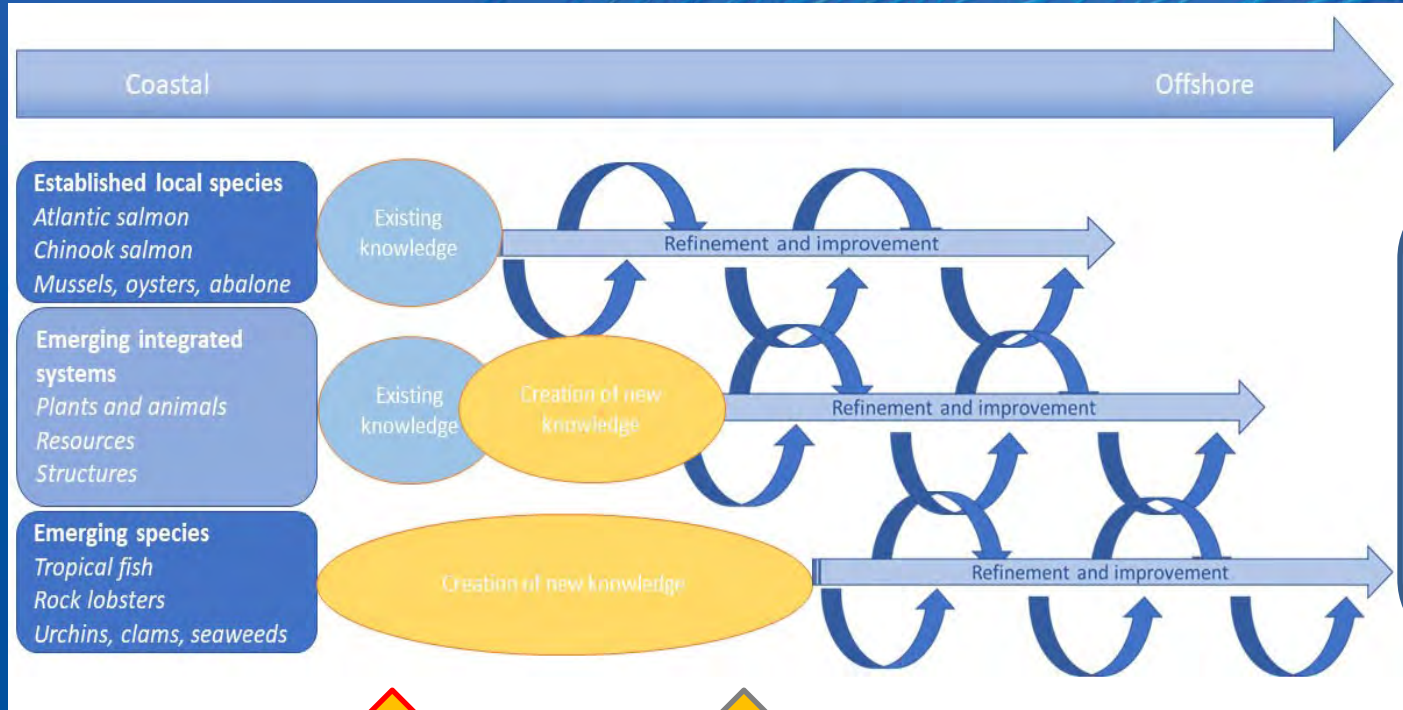 Coastal
Offshore
Established local species
Atlantic salmon
Chinook salmon
Mussels, oysters, abalone
Existing
knowledge
Refinement and improvement
Emerging integrated
systems
Plants and animals
Resources
Structures
Existing
knowledge
Creation of new
knowledge
Refinement and improvement
Emerging species
Tropical fish
Rock lobsters
Urchins, clams, seaweeds
Creation of new knowledge
Refinement and improvement